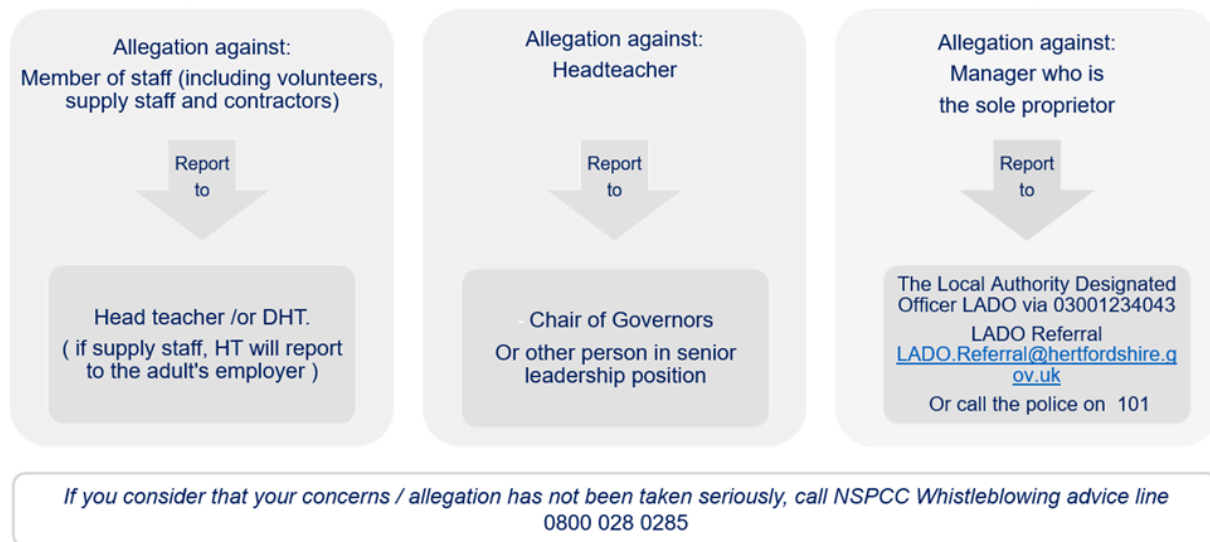 Allegation against:
Member of staff (including volunteers,
supply staff and contractors)
Report
to
Head teacher /or DHT.
( if supply staff, HT will report
to the adult's employer )
Allegation against:
Headteacher
Report
to
- Chair of Governors
Or other person in senior
leadership position
Allegation against:
Manager who is
the sole proprietor
Report
to
The Local Authority Designated
Officer LADO via 03001234043
LADO Referral
LADO.Referral@hertfordshire.g
ov.uk
Or call the police on 101
If you consider that your concerns / allegation has not been taken seriously, call NSPCC Whistleblowing advice line
0800 028 0285